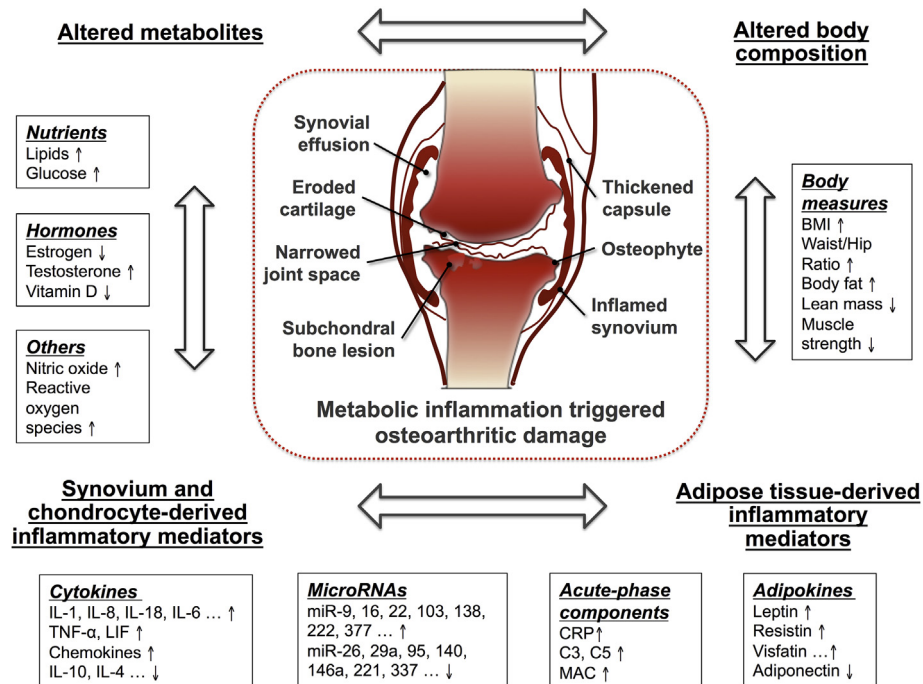 Altered metabolites
Altered body
composition
Nutrients
Lipids ↑
Glucose ↑
Hormones
Estrogen ↓
Testosterone ↑
Vitamin D ↓
Others
Nitric oxide ↑
Reactive
oxygen
species ↑
Synovial
effusion
Eroded
cartilage
Narrowed
joint space
Subchondral
bone lesion
Thickened
capsule
Osteophyte
Inflamed
synovium
Metabolic inflammation triggered
osteoarthritic damage
Body
measures
BMI ↑
Waist/Hip
Ratio ↑
Body fat ↑
Lean mass ↓
Muscle
strength ↓
Synovium and
chondrocyte-derived
inflammatory mediators
Adipose tissue-derived
inflammatory
mediators
Cytokines
IL-1, IL-8, IL-18, IL-6 … ↑
TNF-α, LIF ↑
Chemokines ↑
IL-10, IL-4 … ↓
MicroRNAs
miR-9, 16, 22, 103, 138,
222, 377 … ↑
miR-26, 29a, 95, 140,
146a, 221, 337 … ↓
Acute-phase
components
CRP↑
C3, C5 ↑
MAC ↑
Adipokines
Leptin ↑
Resistin ↑
Visfatin …↑
Adiponectin ↓